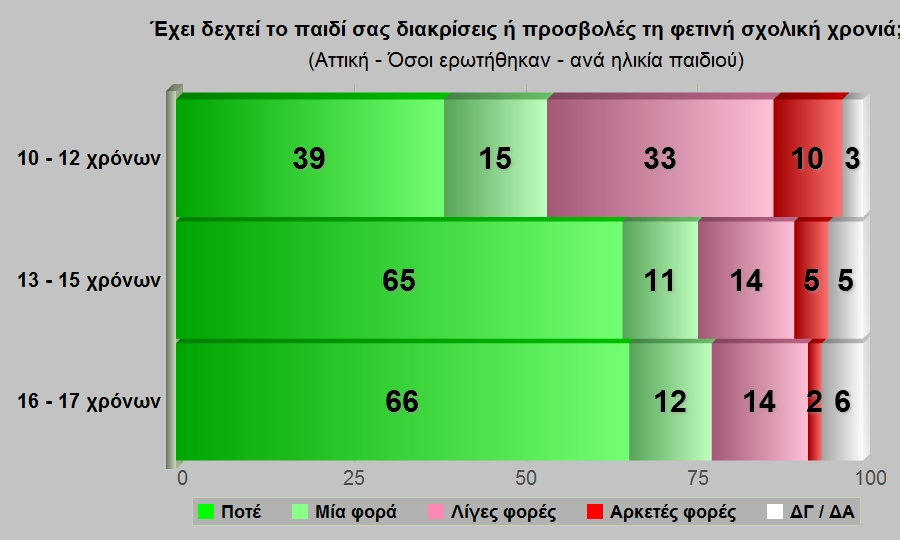 Έχει δεχτεί το παιδί σας διακρίσεις ή προσβολές τη φετινή σχολική χρονιά;
(Αττική - Όσοι ερωτήθηκαν - ανά ηλικία παιδιού)
10 - 12 χρόνων 39 15 33 10 3
13 - 15 χρόνων 65 11 14 5 5
16 - 17 χρόνων 66 12 14 2 6
0 25 50 75 100
Ποτέ Μία φορά Λίγες φορές Αρκετές φορές ΔΓ / ΔΑ